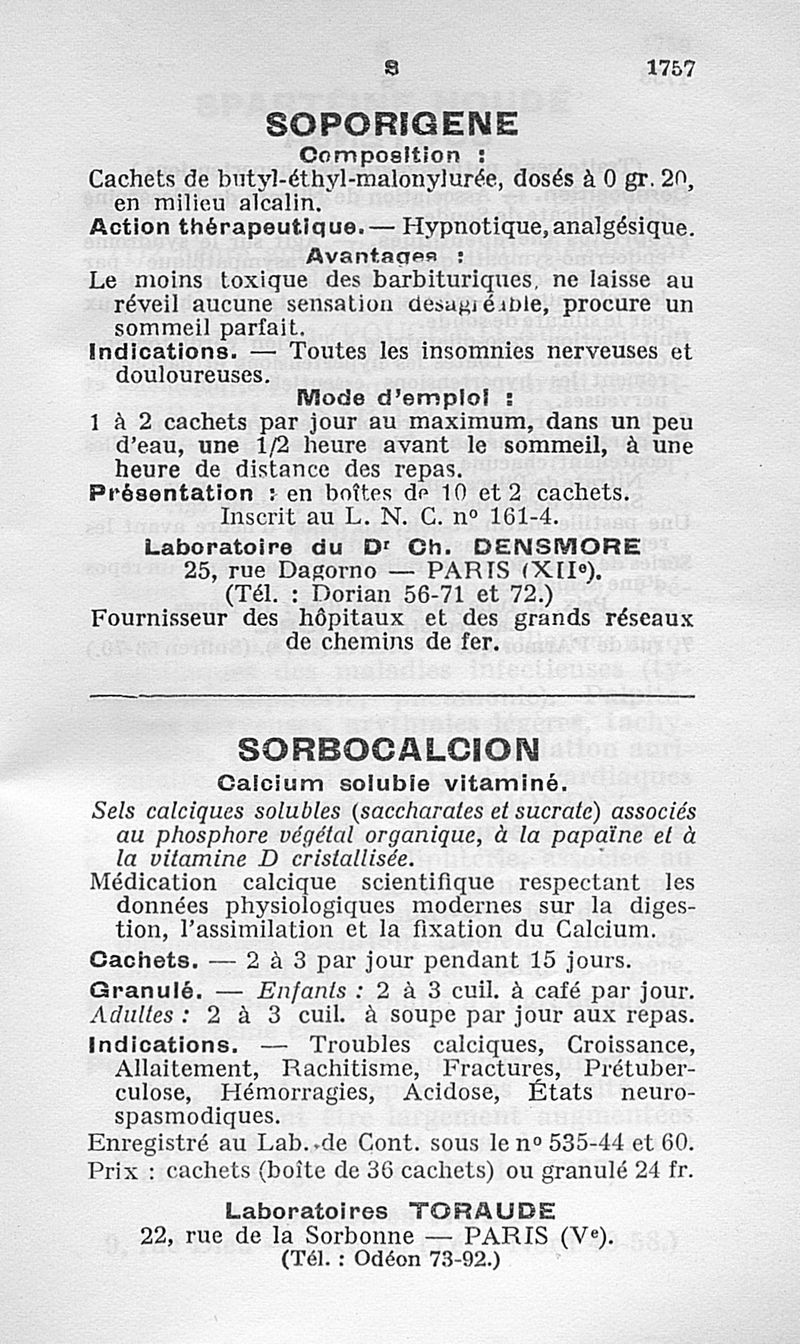 S 1757
SOPORIGENE
Composition :
Cachets de butyl-éthyl-malonylurée, dosés à 0 gr. 20,
en milieu alcalin.
Action thérapeutique. — Hypnotique, analgésique.
Avantages :
Le moins toxique des barbituriques, ne laisse au
réveil aucune sensation désagréable, procure un
sommeil parfait.
Indications. — Toutes les insomnies nerveuses et
douloureuses.
Mode d'emploi :
1 à 2 cachets par jour au maximum, dans un peu
d'eau, une 1/2 heure avant le sommeil, à une
heure de distance des repas.
Présentation : en boîtes de 10 et 2 cachets.
Inscrit au L. N. C. nº 161-4.
Laboratoire du Dr Ch. DENSMORE
25, rue Dagorno — PARIS (XIIe).
(Tél. : Dorian 56-71 et 72.)
Fournisseur des hôpitaux et des grands réseaux
de chemins de fer.
SORBOCALCION
Calcium soluble vitaminé.
Sels calciques solubles (saccharates et sucrate) associés
au phosphore végétal organique, à la papaïne et à
la vitamine D cristallisée.
Médication calcique scientifique respectant les
données physiologiques modernes sur la diges-
tion, l'assimilation et la fixation du Calcium.
Cachets. — 2 à 3 par jour pendant 15 jours.
Granulé. — Enfants : 2 à 3 cuil. à café par jour.
Adultes : 2 à 3 cuil. à soupe par jour aux repas.
Indications. — Troubles calciques, Croissance,
Allaitement, Rachitisme, Fractures, Prétuber-
culose, Hémorragies, Acidose, États neuro-
spasmodiques.
Enregistré au Lab. de Cont. sous le nº 535-44 et 60.
Prix : cachets (boîte de 36 cachets) ou granulé 24 fr.
Laboratoires TORAUDE
22, rue de la Sorbonne — PARIS (Ve).
(Tél. : Odéon 73-92.)